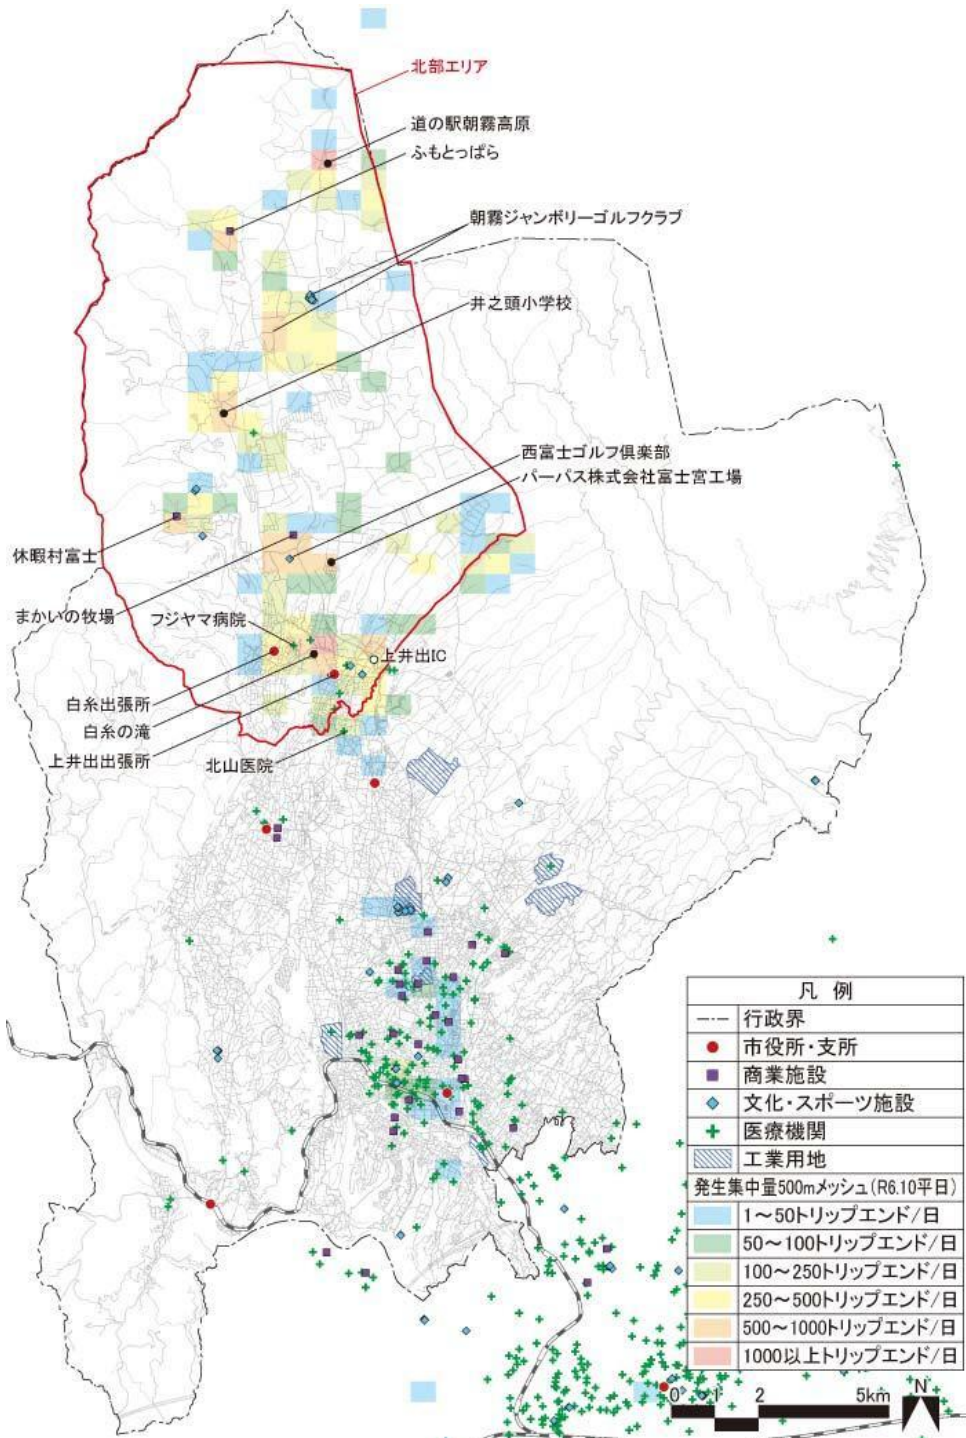 北部エリア
道の駅朝霧高原
ふもとっぱら
朝霧ジャンボリーゴルフクラブ
井之頭小学校
西富士ゴルフ倶楽部
パーパス株式会社富士宮工場
休暇村富士
まかいの牧場
フジヤマ病院
上井出IC
白糸出張所
白糸の滝
上井出出張所
北山医院
凡 例
行政界
市役所・支所
商業施設
文化・スポーツ施設
医療機関
工業用地
発生集中量500mメッシュ(R6.10平日)
1～50トリップエンド/日
50～100トリップエンド/日
100～250トリップエンド/日
250～500トリップエンド/日
500～1000トリップエンド/日
1000以上トリップエンド/日
0 1 2 5km
N